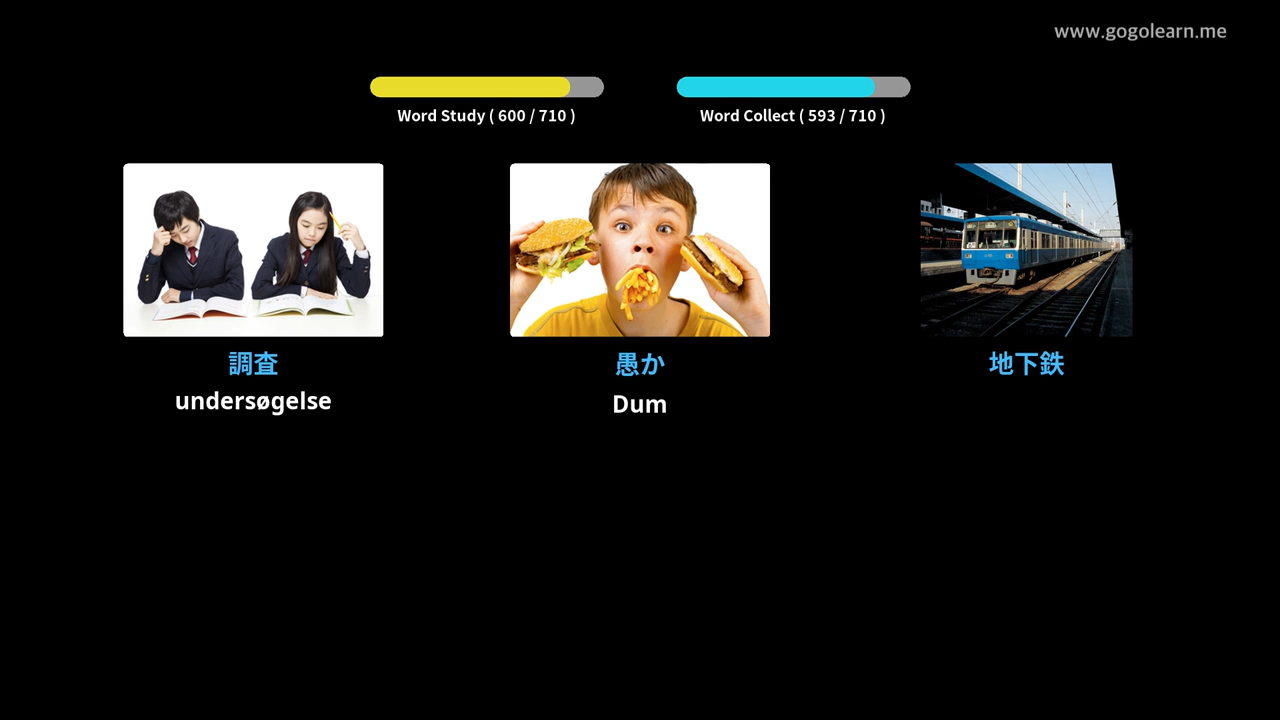 www.gogolearn.me
Word Study ( 600 / 710 )
Word Collect ( 593 / 710 )
調査
愚か
地下鉄
undersøgelse
Dum